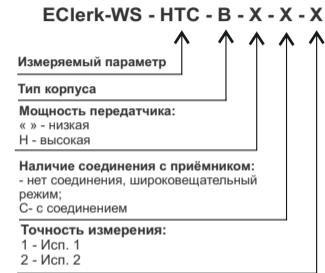 EClerk-WS - HTC - B - X - X - X
Измеряемый параметр
Тип корпуса
Мощность передатчика:
« » - низкая
Н - высокая
Наличие соединения с приёмником:
- нет соединения, широковещательный
режим;
С- с соединением
Точность измерения:
1 - Исп. 1
2 - Исп. 2